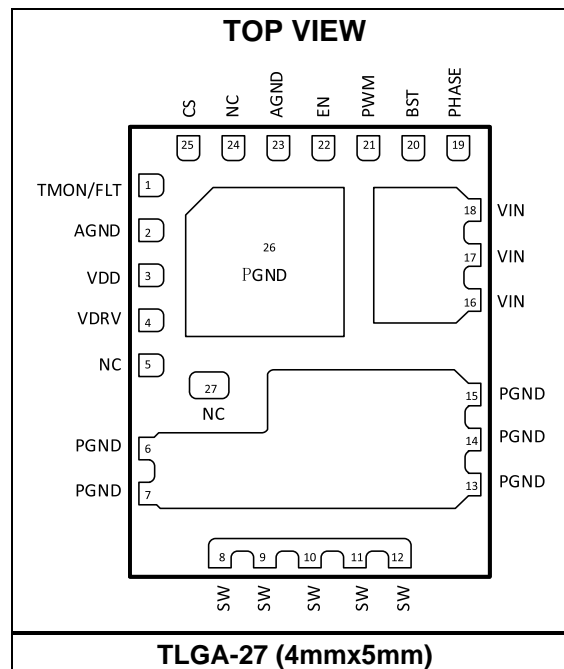 TOP VIEW
CS NC AGND EN PWM BST PHASE
25 24 23 22 21 20 19
TMON/FLT 1
AGND 2
VDD 3
VDRV 4
NC 5
26
PGND
18 VIN
17 VIN
16 VIN
27
NC
PGND 6
PGND 7
15 PGND
14 PGND
13 PGND
8 9 10 11 12
SW SW SW SW SW
TLGA-27 (4mmx5mm)